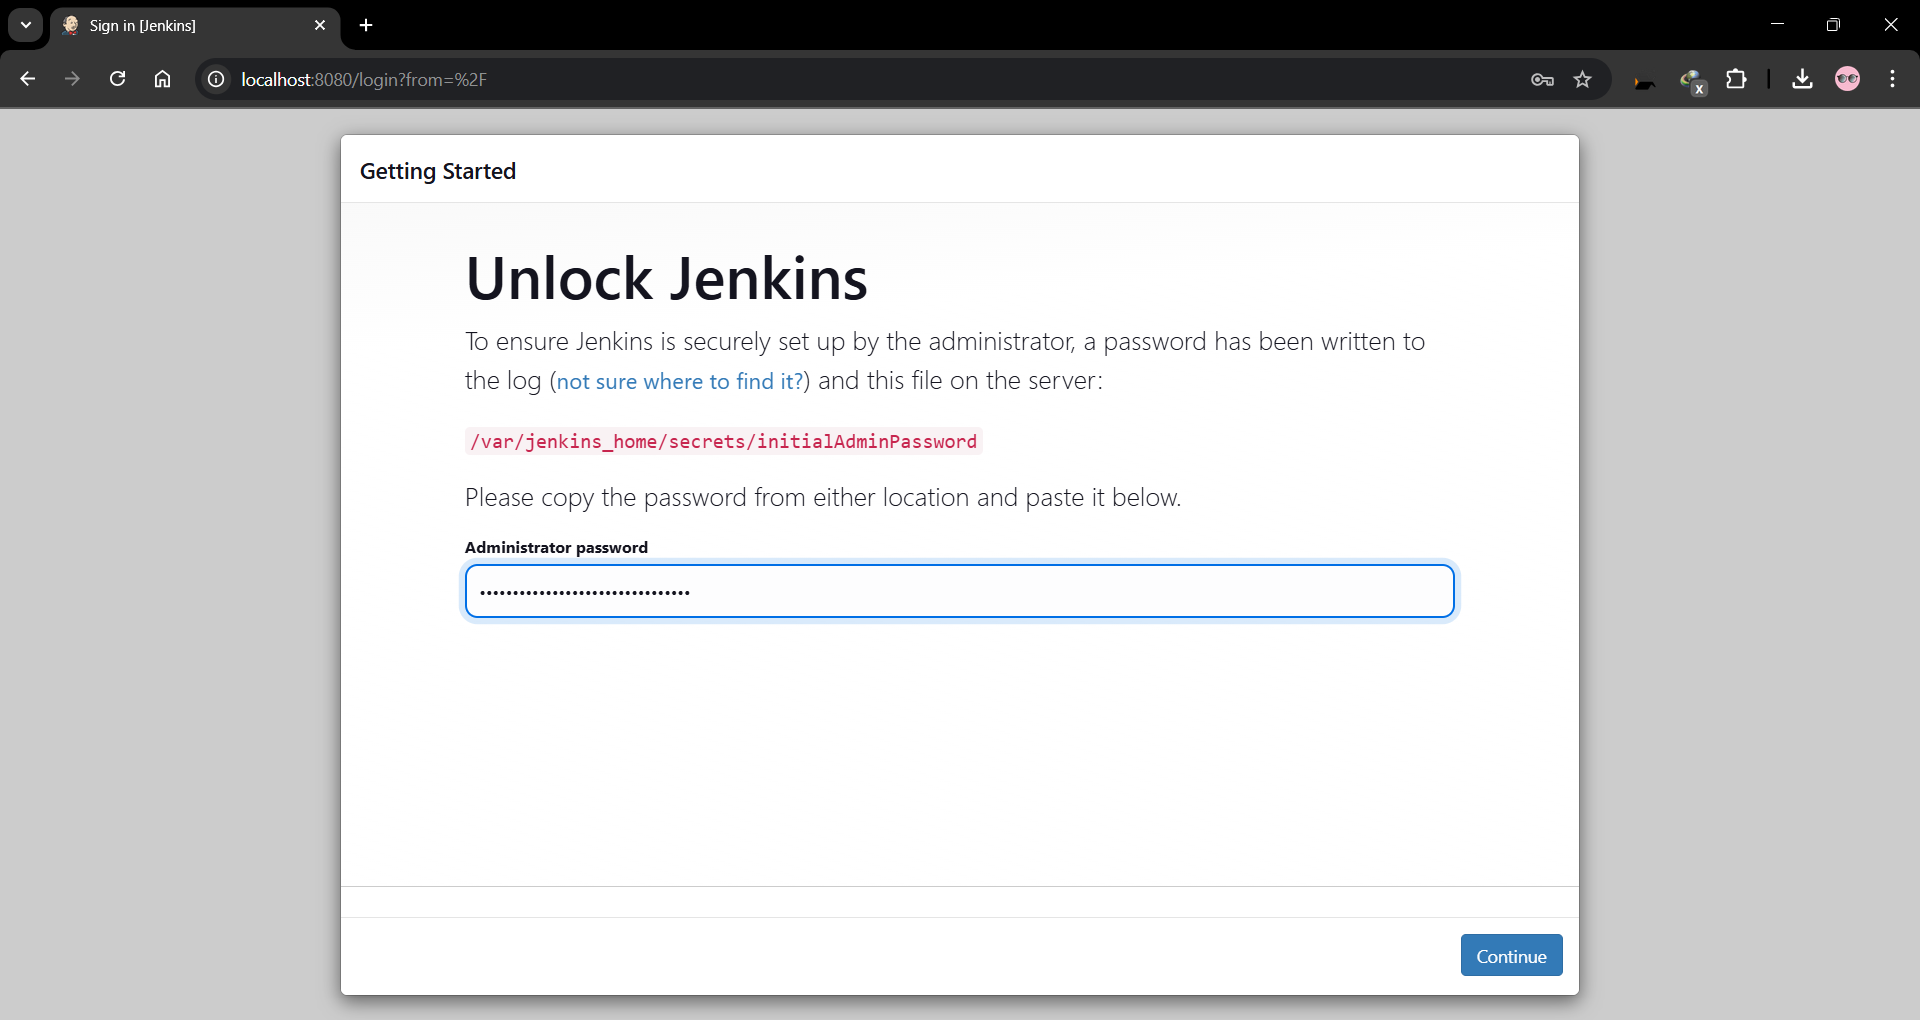 Sign in [Jenkins]
localhost:8080/login?from=%2F
x
Getting Started
Unlock Jenkins
To ensure Jenkins is securely set up by the administrator, a password has been written to
the log (not sure where to find it?) and this file on the server:
/var/jenkins_home/secrets/initialAdminPassword
Please copy the password from either location and paste it below.
Administrator password
••••••••••••••••••••••••••••••••
Continue